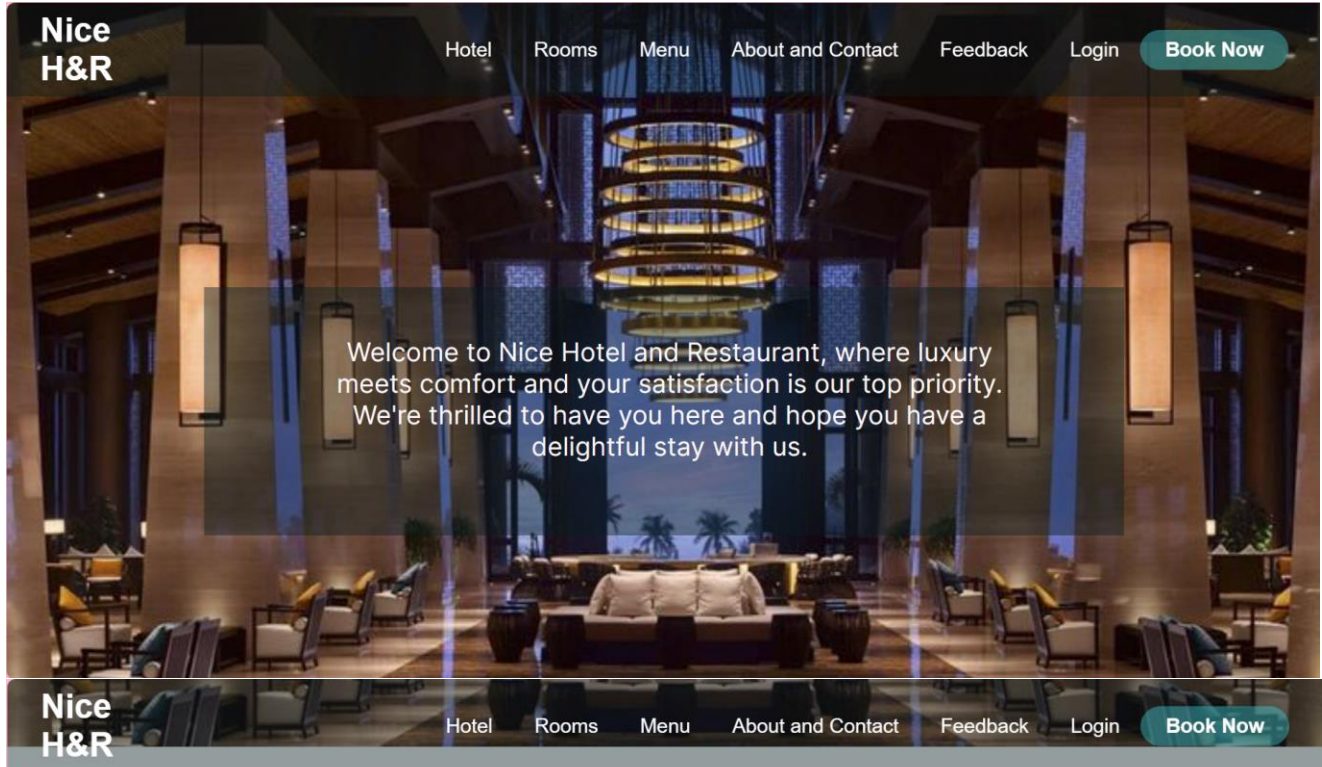 Nice
H&R
Hotel Rooms Menu About and Contact Feedback Login Book Now
Welcome to Nice Hotel and Restaurant, where luxury
meets comfort and your satisfaction is our top priority.
We're thrilled to have you here and hope you have a
delightful stay with us.
Nice
H&R
Hotel Rooms Menu About and Contact Feedback Login Book Now